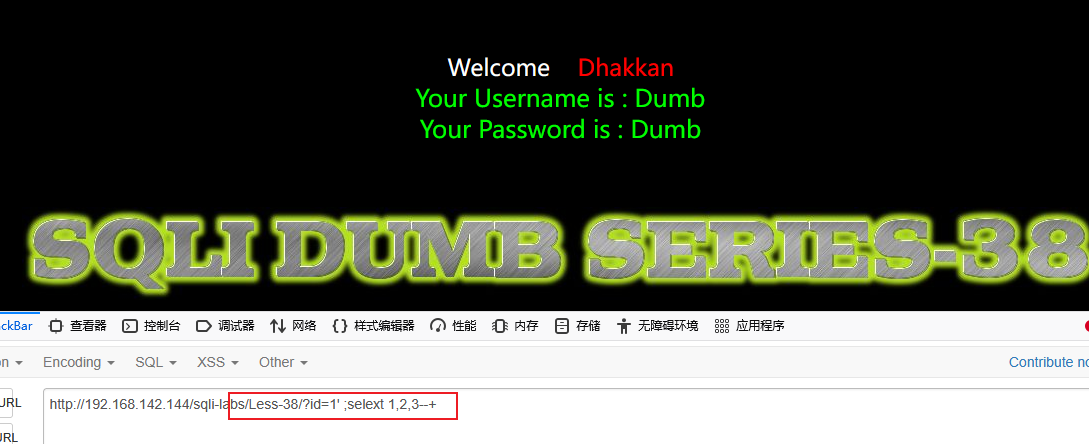 Welcome Dhakkan
Your Username is : Dumb
Your Password is : Dumb
SQLI DUMB SERIES-38
ackBar 查看器 控制台 调试器 网络 {} 样式编辑器 性能 内存 存储 无障碍环境 应用程序
on Encoding SQL XSS Other Contribute no
URL http://192.168.142.144/sqli-labs/Less-38/?id=1' ;selext 1,2,3--+
URL